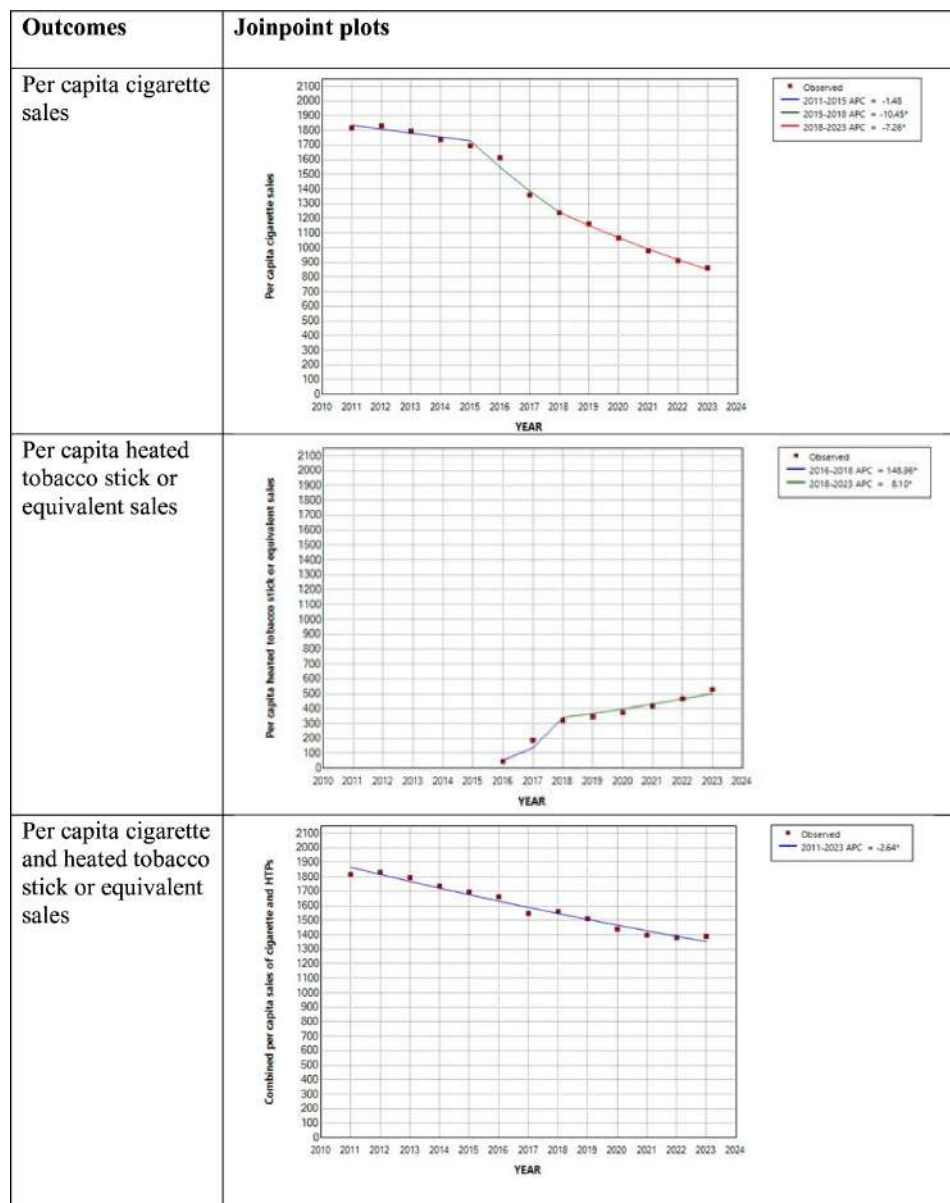 Outcomes
Joinpoint plots
Per capita cigarette
sales
Per capita cigarette sales
2100
2000
1900
1800
1700
1600
1500
1400
1300
1200
1100
1000
900
800
700
600
500
400
300
200
100
0
2010 2011 2012 2013 2014 2015 2016 2017 2018 2019 2020 2021 2022 2023 2024
YEAR
Observed
2011-2015 APC = -1.48
2015-2018 APC = -10.45*
2018-2023 APC = -7.26*
Per capita heated
tobacco stick or
equivalent sales
Per capita heated tobacco stick or equivalent sales
2100
2000
1900
1800
1700
1600
1500
1400
1300
1200
1100
1000
900
800
700
600
500
400
300
200
100
0
2010 2011 2012 2013 2014 2015 2016 2017 2018 2019 2020 2021 2022 2023 2024
YEAR
Observed
2016-2018 APC = 148.96*
2018-2023 APC = 8.10*
Per capita cigarette
and heated tobacco
stick or equivalent
sales
Combined per capita sales of cigarette and HTPs
2100
2000
1900
1800
1700
1600
1500
1400
1300
1200
1100
1000
900
800
700
600
500
400
300
200
100
0
2010 2011 2012 2013 2014 2015 2016 2017 2018 2019 2020 2021 2022 2023 2024
YEAR
Observed
2011-2023 APC = -2.64*